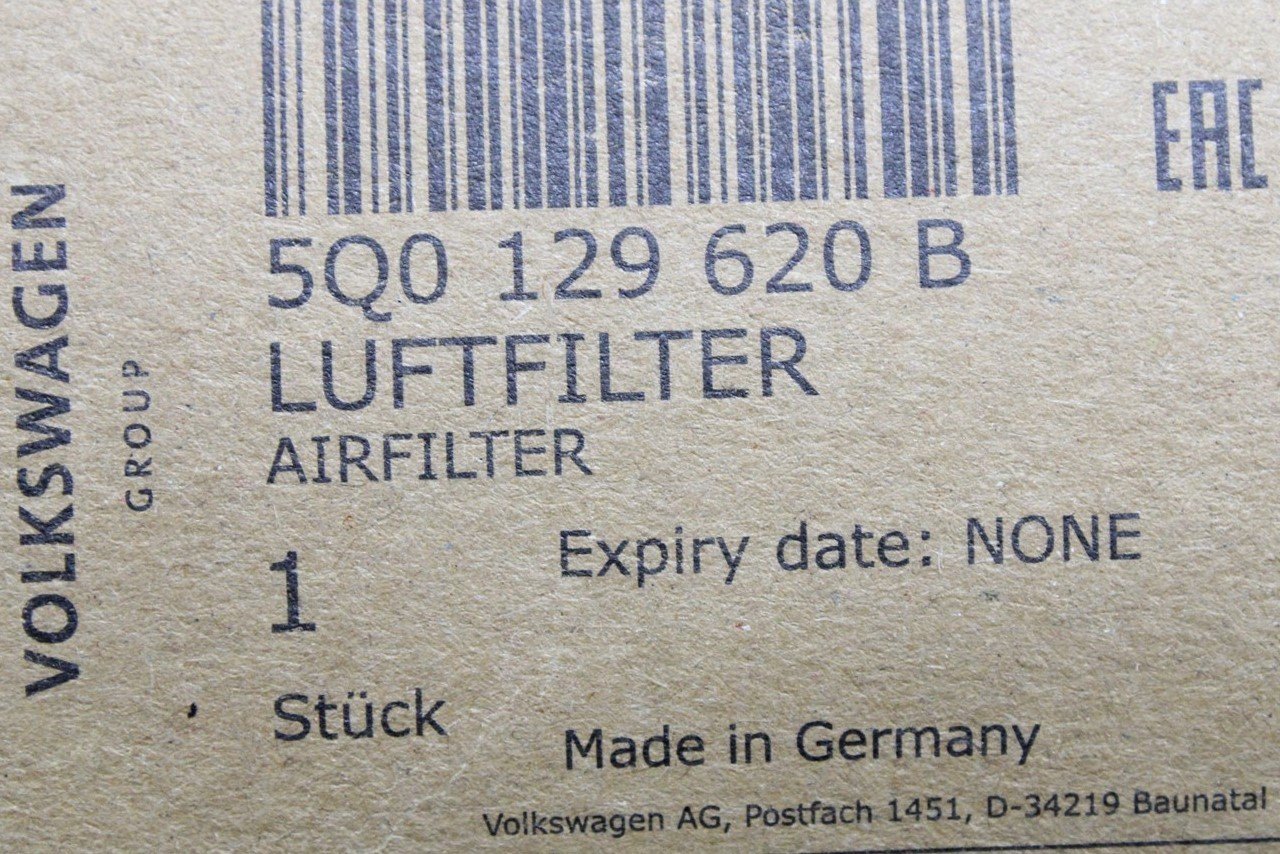 EAC
5Q0 129 620 B
LUFTFILTER
AIRFILTER
Expiry date: NONE
1
Stück
Made in Germany
Volkswagen AG, Postfach 1451, D-34219 Baunatal
VOLKSWAGEN
GROUP